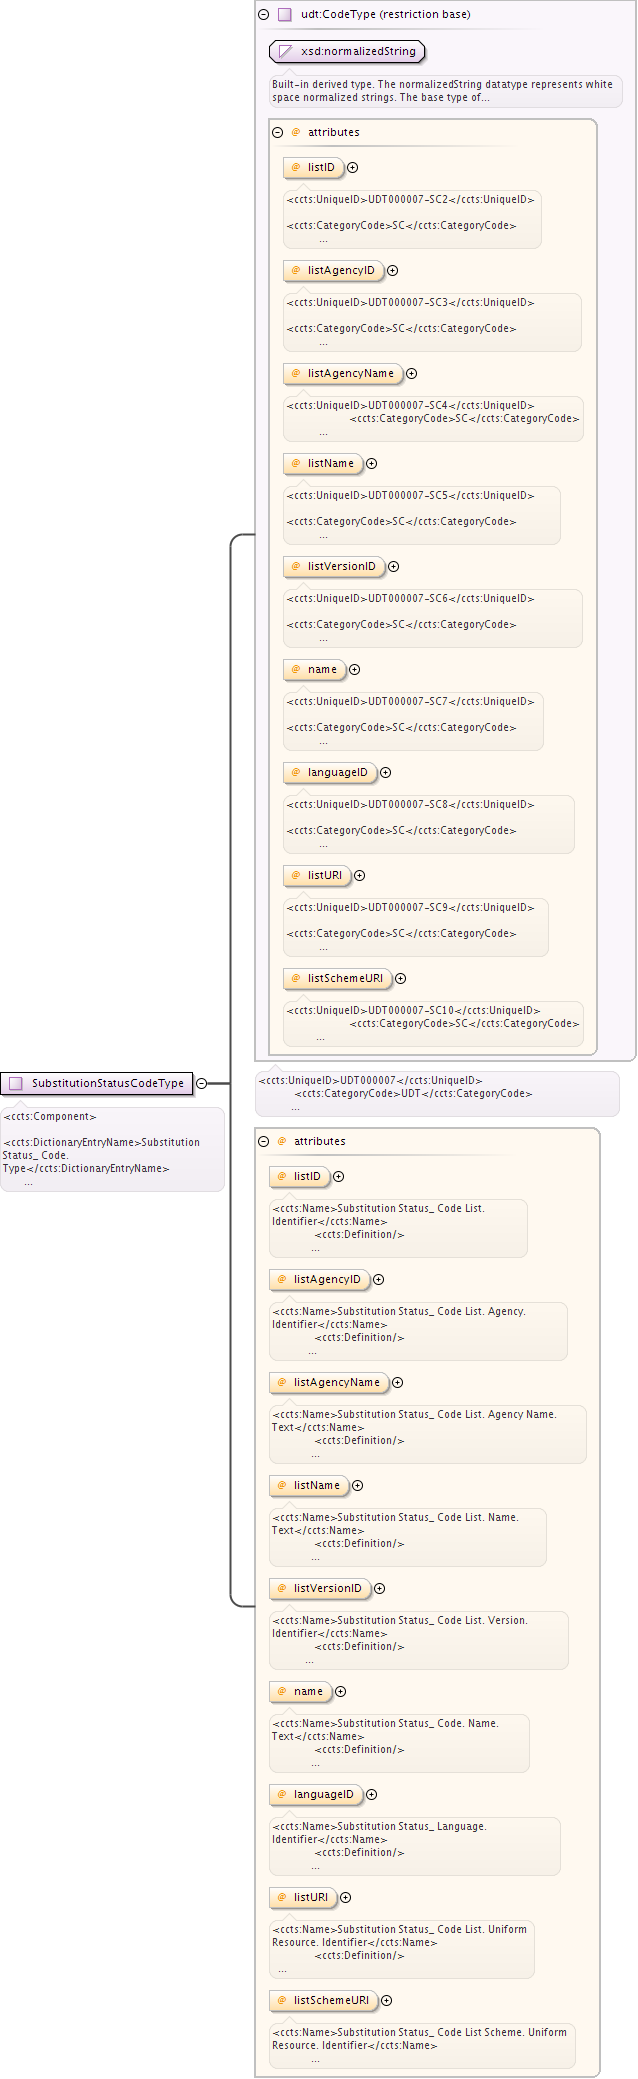 udt:CodeType (restriction base)
xsd:normalizedString
Built-in derived type. The normalizedString datatype represents white
space normalized strings. The base type of...
@ attributes
@ listID
<ccts:UniqueID>UDT000007-SC2</ccts:UniqueID>
<ccts:CategoryCode>SC</ccts:CategoryCode>
...
@ listAgencyID
<ccts:UniqueID>UDT000007-SC3</ccts:UniqueID>
<ccts:CategoryCode>SC</ccts:CategoryCode>
...
@ listAgencyName
<ccts:UniqueID>UDT000007-SC4</ccts:UniqueID>
<ccts:CategoryCode>SC</ccts:CategoryCode>
...
@ listName
<ccts:UniqueID>UDT000007-SC5</ccts:UniqueID>
<ccts:CategoryCode>SC</ccts:CategoryCode>
...
@ listVersionID
<ccts:UniqueID>UDT000007-SC6</ccts:UniqueID>
<ccts:CategoryCode>SC</ccts:CategoryCode>
...
@ name
<ccts:UniqueID>UDT000007-SC7</ccts:UniqueID>
<ccts:CategoryCode>SC</ccts:CategoryCode>
...
@ languageID
<ccts:UniqueID>UDT000007-SC8</ccts:UniqueID>
<ccts:CategoryCode>SC</ccts:CategoryCode>
...
@ listURI
<ccts:UniqueID>UDT000007-SC9</ccts:UniqueID>
<ccts:CategoryCode>SC</ccts:CategoryCode>
...
@ listSchemeURI
<ccts:UniqueID>UDT000007-SC10</ccts:UniqueID>
<ccts:CategoryCode>SC</ccts:CategoryCode>
...
SubstitutionStatusCodeType
<ccts:Component>
<ccts:DictionaryEntryName>Substitution
Status_ Code.
Type</ccts:DictionaryEntryName>
...
<ccts:UniqueID>UDT000007</ccts:UniqueID>
<ccts:CategoryCode>UDT</ccts:CategoryCode>
...
@ attributes
@ listID
<ccts:Name>Substitution Status_ Code List.
Identifier</ccts:Name>
<ccts:Definition/>
...
@ listAgencyID
<ccts:Name>Substitution Status_ Code List. Agency.
Identifier</ccts:Name>
<ccts:Definition/>
...
@ listAgencyName
<ccts:Name>Substitution Status_ Code List. Agency Name.
Text</ccts:Name>
<ccts:Definition/>
...
@ listName
<ccts:Name>Substitution Status_ Code List. Name.
Text</ccts:Name>
<ccts:Definition/>
...
@ listVersionID
<ccts:Name>Substitution Status_ Code List. Version.
Identifier</ccts:Name>
<ccts:Definition/>
...
@ name
<ccts:Name>Substitution Status_ Code. Name.
Text</ccts:Name>
<ccts:Definition/>
...
@ languageID
<ccts:Name>Substitution Status_ Language.
Identifier</ccts:Name>
<ccts:Definition/>
...
@ listURI
<ccts:Name>Substitution Status_ Code List. Uniform
Resource. Identifier</ccts:Name>
<ccts:Definition/>
...
@ listSchemeURI
<ccts:Name>Substitution Status_ Code List Scheme. Uniform
Resource. Identifier</ccts:Name>
...